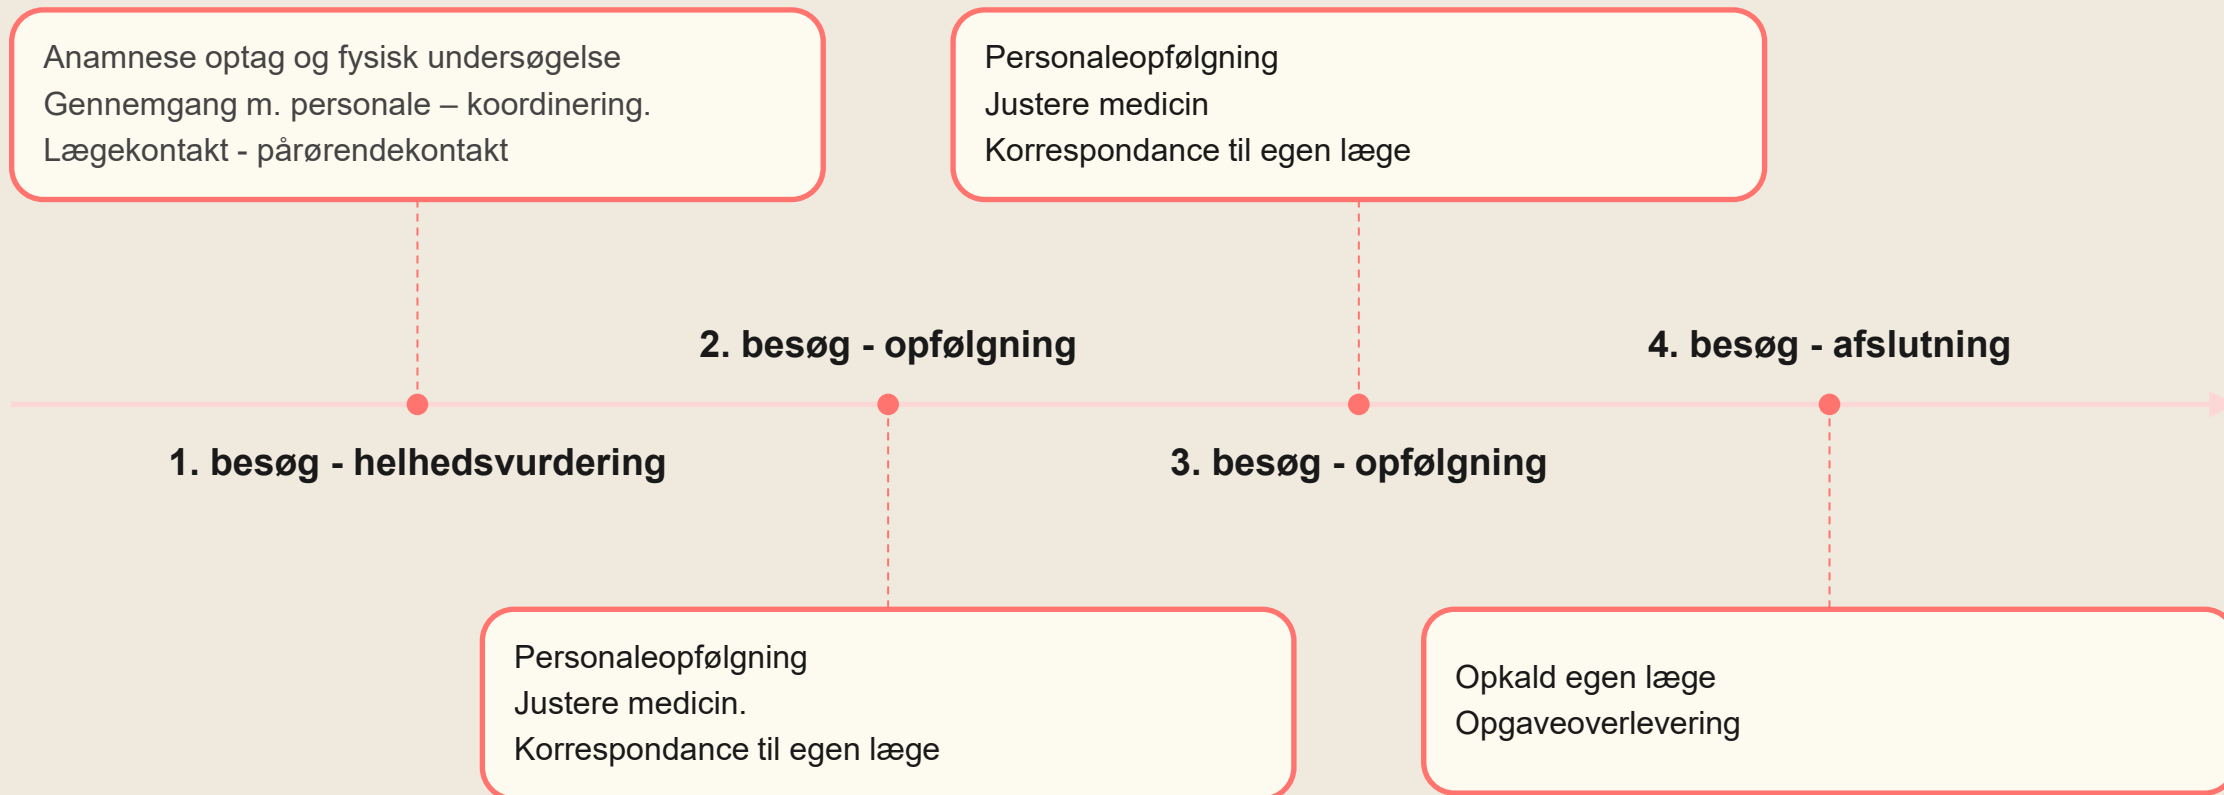 Anamnese optag og fysisk undersøgelse
Gennemgang m. personale – koordinering.
Lægekontakt - pårørendekontakt
1. besøg - helhedsvurdering
2. besøg - opfølgning
Personaleopfølgning
Justere medicin.
Korrespondance til egen læge
Personaleopfølgning
Justere medicin
Korrespondance til egen læge
3. besøg - opfølgning
4. besøg - afslutning
Opkald egen læge
Opgaveoverlevering